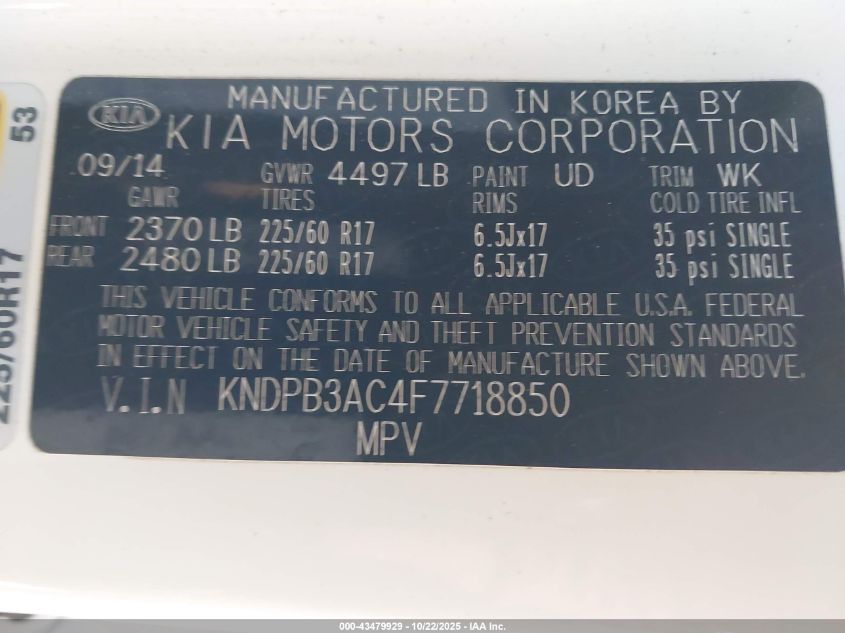 MANUFACTURED IN KOREA BY
KIA KIA MOTORS CORPORATION
09/14 GVWR 4497 LB PAINT UD TRIM WK
GAWR TIRES RIMS COLD TIRE INFL
FRONT 2370 LB 225/60 R17 6.5Jx17 35 psi SINGLE
REAR 2480 LB 225/60 R17 6.5Jx17 35 psi SINGLE
THIS VEHICLE CONFORMS TO ALL APPLICABLE U.S.A. FEDERAL
MOTOR VEHICLE SAFETY AND THEFT PREVENTION STANDARDS
IN EFFECT ON THE DATE OF MANUFACTURE SHOWN ABOVE.
V.I.N KNDPB3AC4F7718850
MPV
53
225/60R17
000-43479929 - 10/22/2025 - IAA Inc.